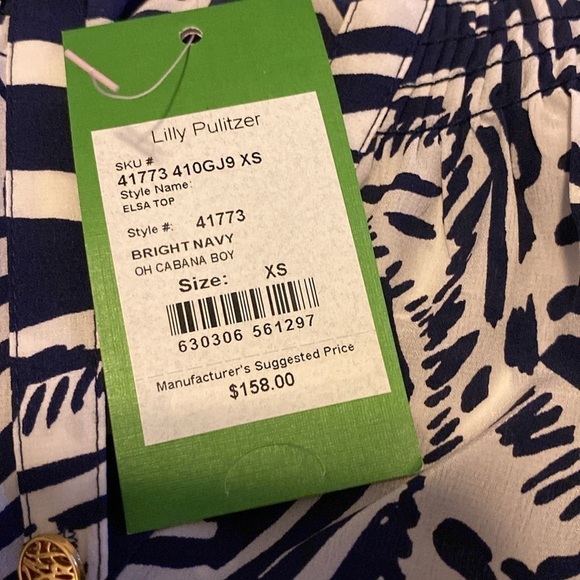 Lilly Pulitzer
SKU #
41773 410GJ9 XS
Style Name:
ELSA TOP
Style #: 41773
BRIGHT NAVY
OH CABANA BOY
Size: XS
630306 561297
Manufacturer's Suggested Price
$158.00